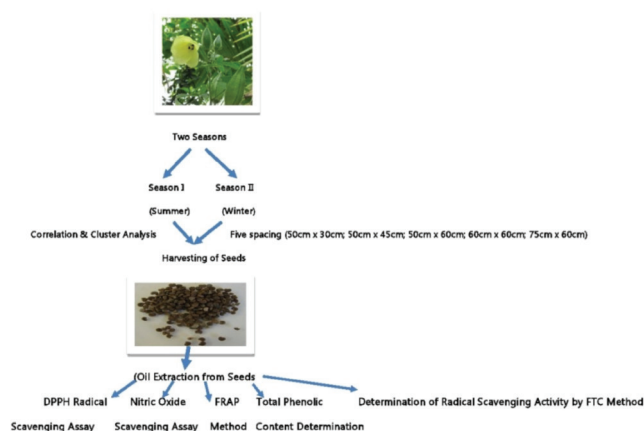 Two Seasons
Season I
Season II
(Summer)
(Winter)
Correlation & Cluster Analysis
Five spacing (50cm x 30cm; 50cm x 45cm; 50cm x 60cm; 60cm x 60cm; 75cm x 60cm)
Harvesting of Seeds
(Oil Extraction from Seeds
DPPH Radical
Scavenging Assay
Nitric Oxide
Scavenging Assay
FRAP
Method
Total Phenolic
Content Determination
Determination of Radical Scavenging Activity by FTC Method